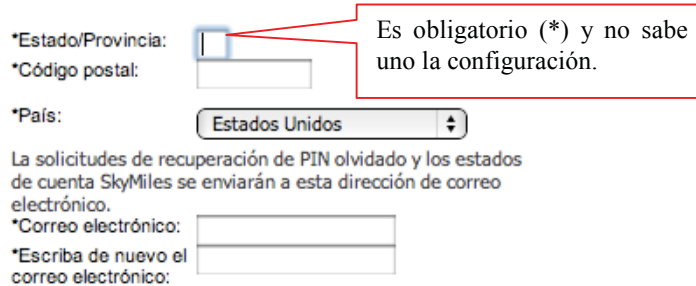 *Estado/Provincia:
Es obligatorio (*) y no sabe
uno la configuración.
*Código postal:
*País:
Estados Unidos
La solicitudes de recuperación de PIN olvidado y los estados
de cuenta SkyMiles se enviarán a esta dirección de correo
electrónico.
*Correo electrónico:
*Escriba de nuevo el
correo electrónico: